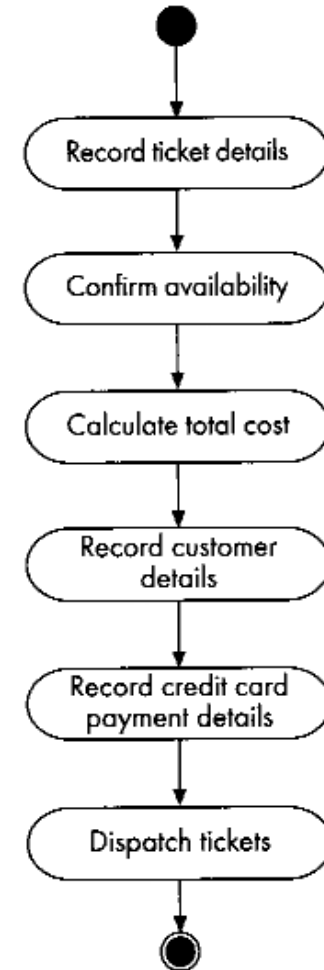 Record ticket details
Confirm availability
Calculate total cost
Record customer
details
Record credit card
payment details
Dispatch tickets